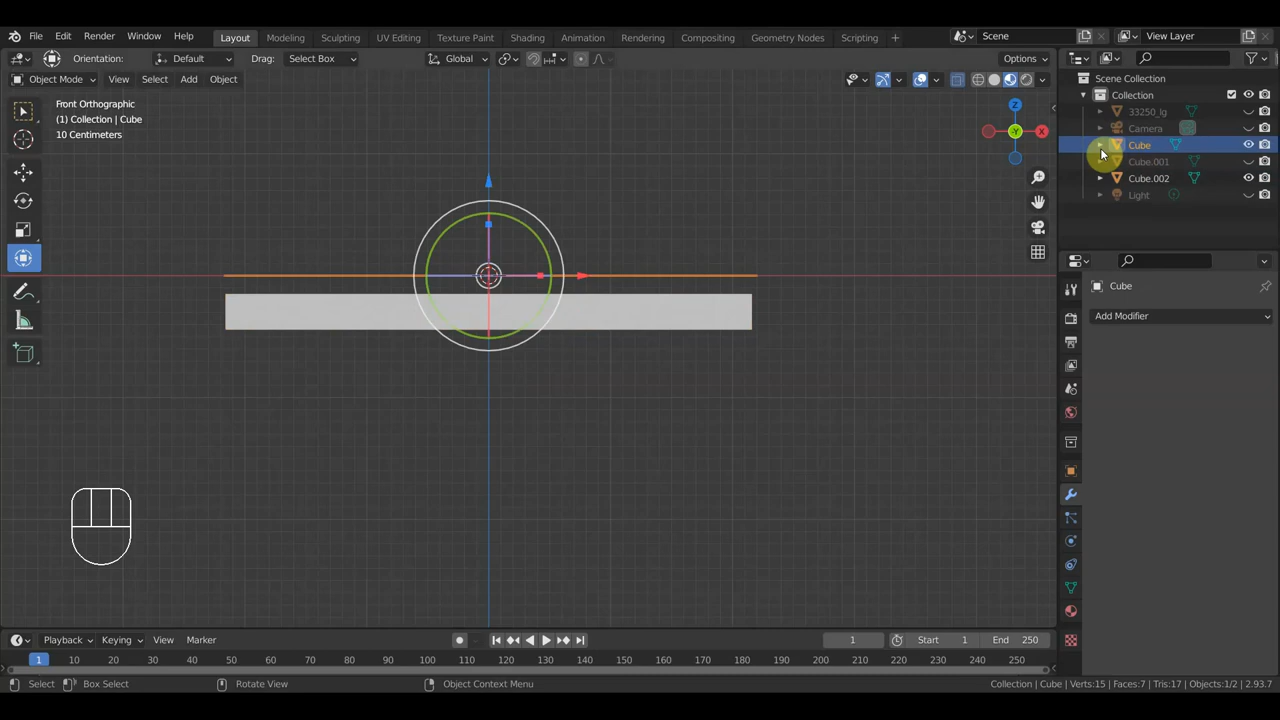 File Edit Render Window Help Layout Modeling Sculpting UV Editing Texture Paint Shading Animation Rendering Compositing Geometry Nodes Scripting + Scene View Layer
Orientation: Default Drag: Select Box Global Options
Object Mode View Select Add Object
Front Orthographic
(1) Collection | Cube
10 Centimeters
Z
X
-Y
Scene Collection
Collection
33250_lg
Camera
Cube
Cube.001
Cube.002
Light
Cube
Add Modifier
Playback Keying View Marker 1 Start 1 End 250
1 10 20 30 40 50 60 70 80 90 100 110 120 130 140 150 160 170 180 190 200 210 220 230 240 250
Select Box Select Rotate View Object Context Menu Collection | Cube | Verts:15 | Faces:7 | Tris:17 | Objects:1/2 | 2.93.7